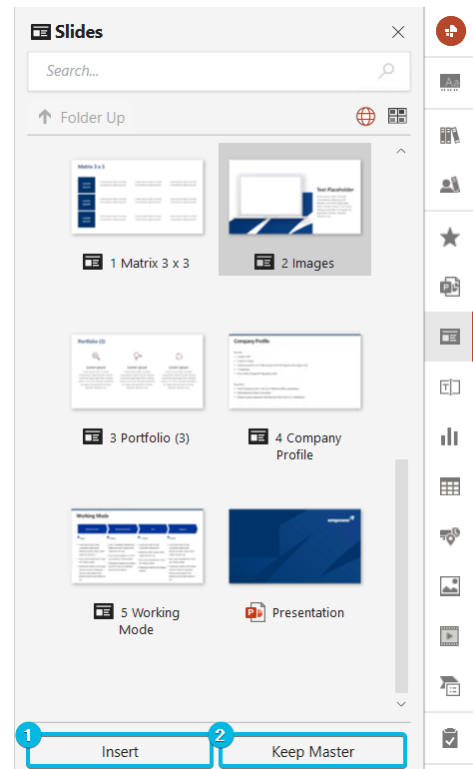 Slides
Search...
Folder Up
Matrix 3 x 3
Text Placeholder
1 Matrix 3 x 3
2 Images
Portfolio (3)
Company Profile
3 Portfolio (3)
4 Company
Profile
Working Mode
empower
5 Working
Mode
Presentation
1
2
Insert
Keep Master